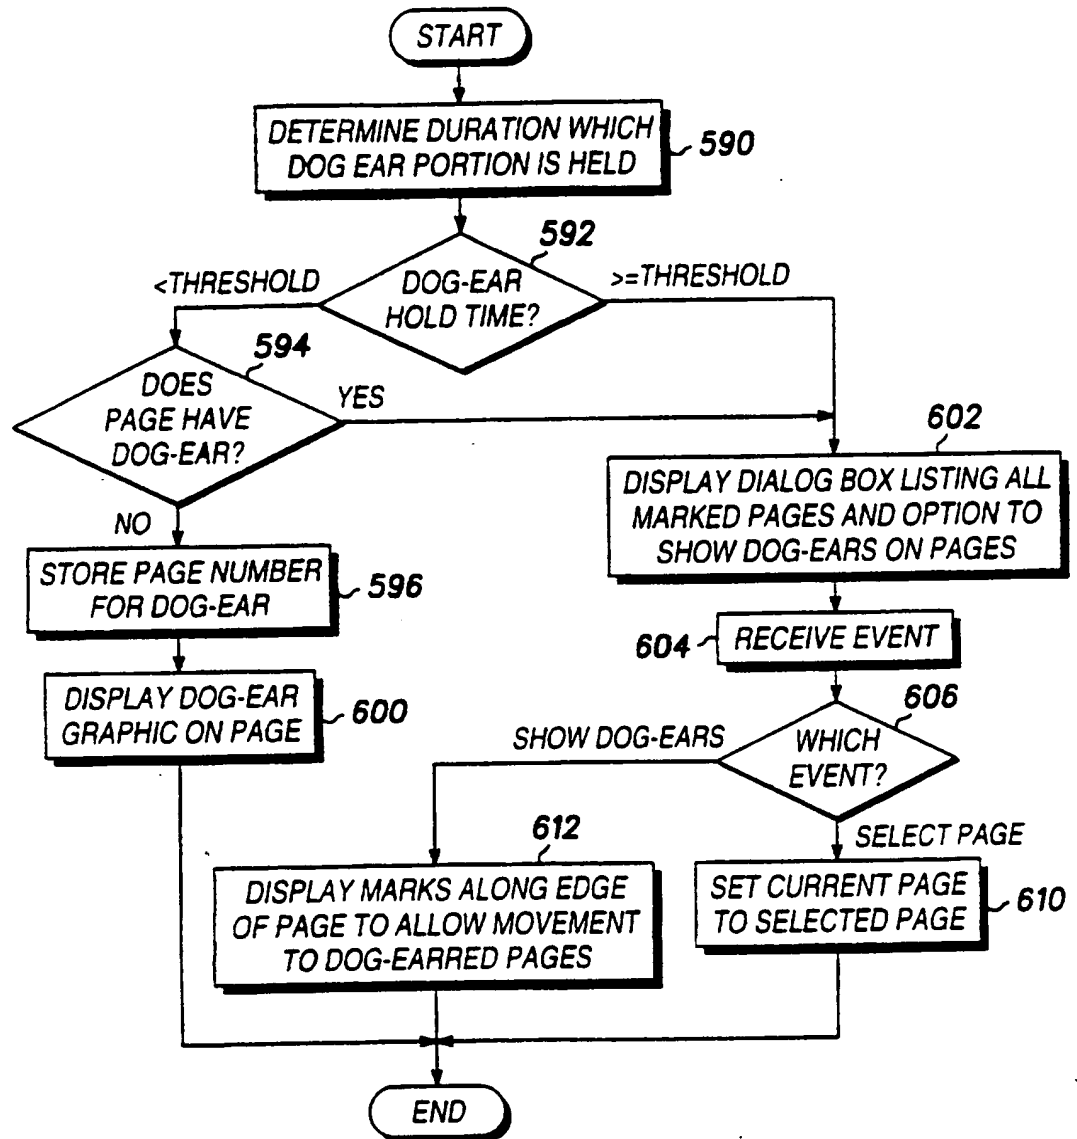 START
DETERMINE DURATION WHICH
DOG EAR PORTION IS HELD
590
592
<THRESHOLD
DOG-EAR
HOLD TIME?
>=THRESHOLD
594
DOES
PAGE HAVE
DOG-EAR?
YES
602
DISPLAY DIALOG BOX LISTING ALL
MARKED PAGES AND OPTION TO
SHOW DOG-EARS ON PAGES
NO
STORE PAGE NUMBER
FOR DOG-EAR
596
604
RECEIVE EVENT
DISPLAY DOG-EAR
GRAPHIC ON PAGE
600
606
SHOW DOG-EARS
WHICH
EVENT?
SELECT PAGE
612
DISPLAY MARKS ALONG EDGE
OF PAGE TO ALLOW MOVEMENT
TO DOG-EARRED PAGES
SET CURRENT PAGE
TO SELECTED PAGE
610
END